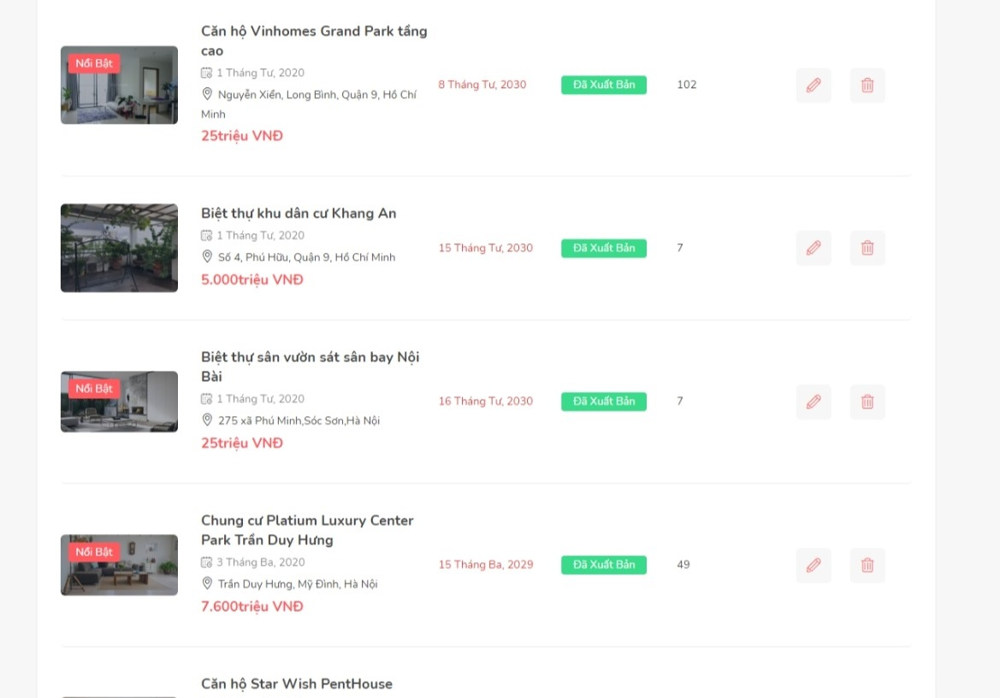 Nổi Bật
Căn hộ Vinhomes Grand Park tầng
cao
1 Tháng Tư, 2020
Nguyễn Xiển, Long Bình, Quận 9, Hồ Chí
Minh
25triệu VNĐ
8 Tháng Tư, 2030
Đã Xuất Bản
102
Biệt thự khu dân cư Khang An
1 Tháng Tư, 2020
Số 4, Phú Hữu, Quận 9, Hồ Chí Minh
5.000triệu VNĐ
15 Tháng Tư, 2030
Đã Xuất Bản
7
Nổi Bật
Biệt thự sân vườn sát sân bay Nội
Bài
1 Tháng Tư, 2020
275 xã Phú Minh,Sóc Sơn,Hà Nội
25triệu VNĐ
16 Tháng Tư, 2030
Đã Xuất Bản
7
Nổi Bật
Chung cư Platium Luxury Center
Park Trần Duy Hưng
3 Tháng Ba, 2020
Trần Duy Hưng, Mỹ Đình, Hà Nội
7.600triệu VNĐ
15 Tháng Ba, 2029
Đã Xuất Bản
49
Căn hộ Star Wish PentHouse